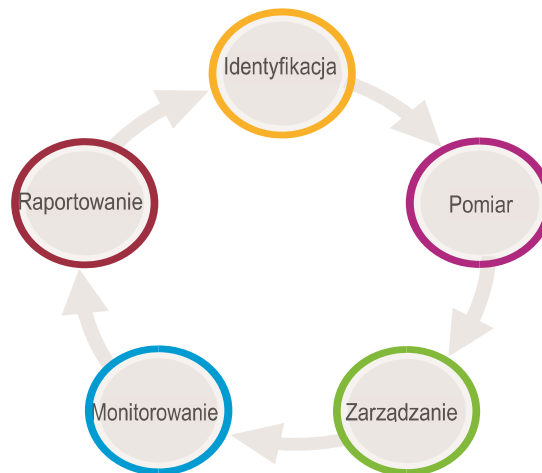 Identyfikacja
Pomiar
Zarządzanie
Monitorowanie
Raportowanie